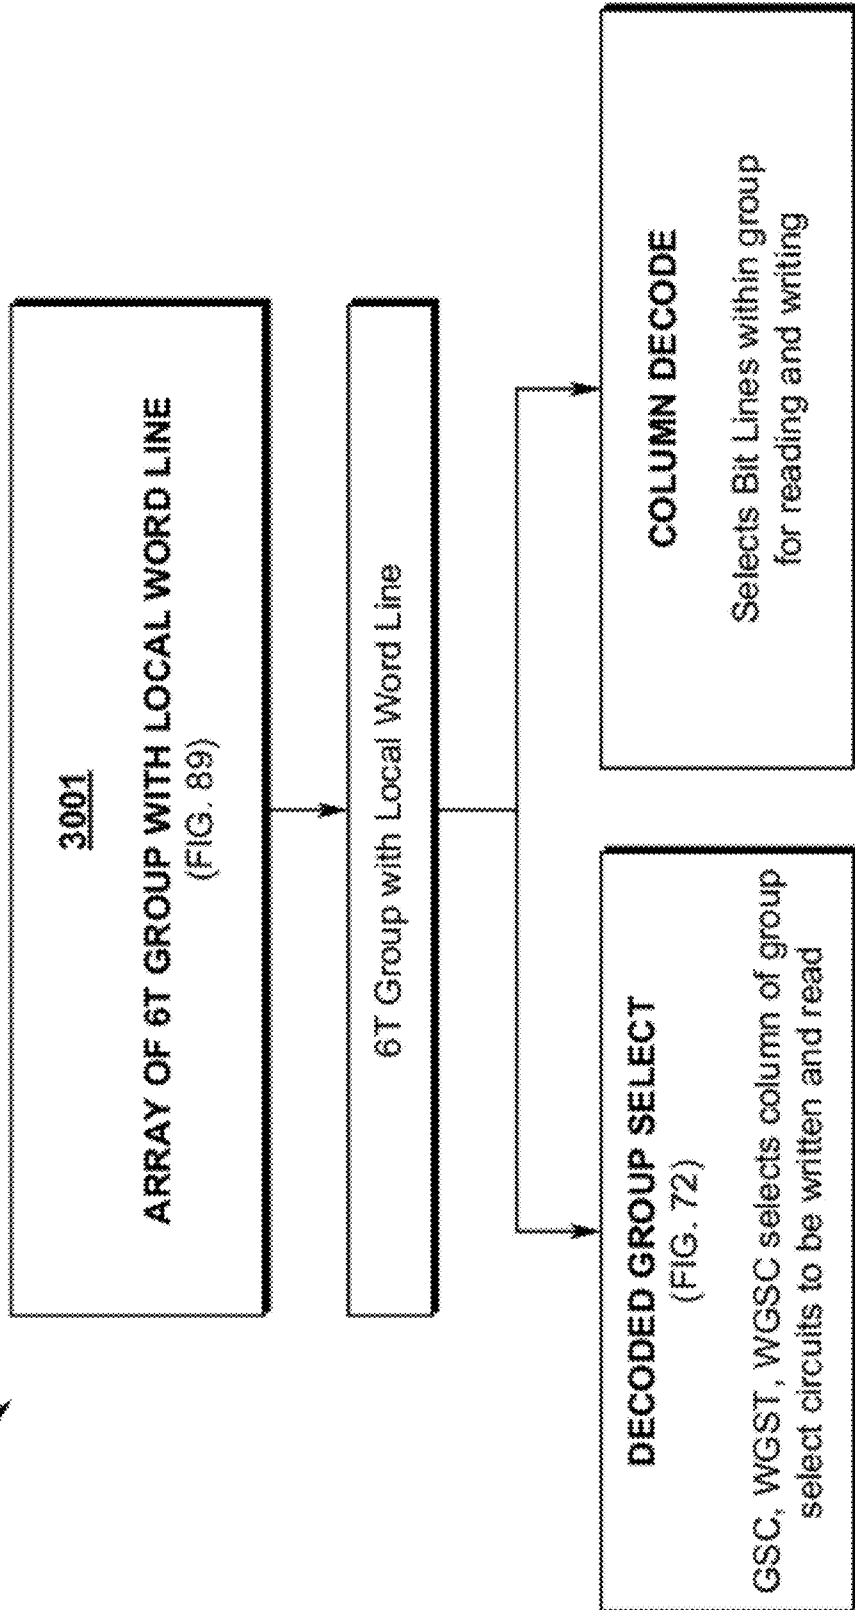 3001
ARRAY OF 6T GROUP WITH LOCAL WORD LINE
(FIG. 89)
6T Group with Local Word Line
DECODED GROUP SELECT
(FIG. 72)
GSC, WGST, WGSC selects column of group
select circuits to be written and read
COLUMN DECODE
Selects Bit Lines within group
for reading and writing